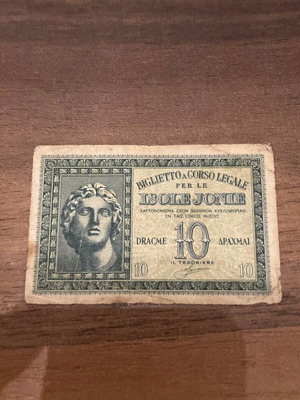 BIGLIETTO A CORSO LEGALE
PER LE
ISOLE JONIE
ΧΑΡΤΟΝΟΜΙΣΜΑ ΕΧΟΝ ΝΟΜΙΜΟΝ ΚΥΚΛΟΦΟΡΙΑΝ
ΕΝ ΤΑΙΣ ΙΟΝΙΟΙΣ ΝΗΣΟΙΣ
DRACME 10 ΔΡΑΧΜΑΙ
IL TESORIERE
10 10 10